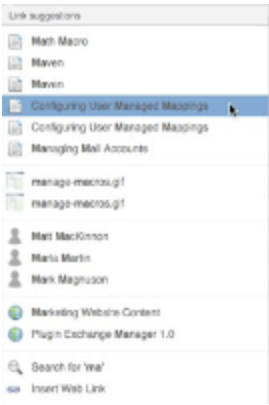 Link suggestions
Math Macro
Maven
Maven
Configuring User Managed Mappings
Configuring User Managed Mappings
Managing Mail Accounts
manage-macros.gif
manage-macros.gif
Matt MacKinnon
Maria Martin
Mark Magnuson
Marketing Website Content
Plugin Exchange Manager 1.0
Search for 'ma'
Insert Web Link